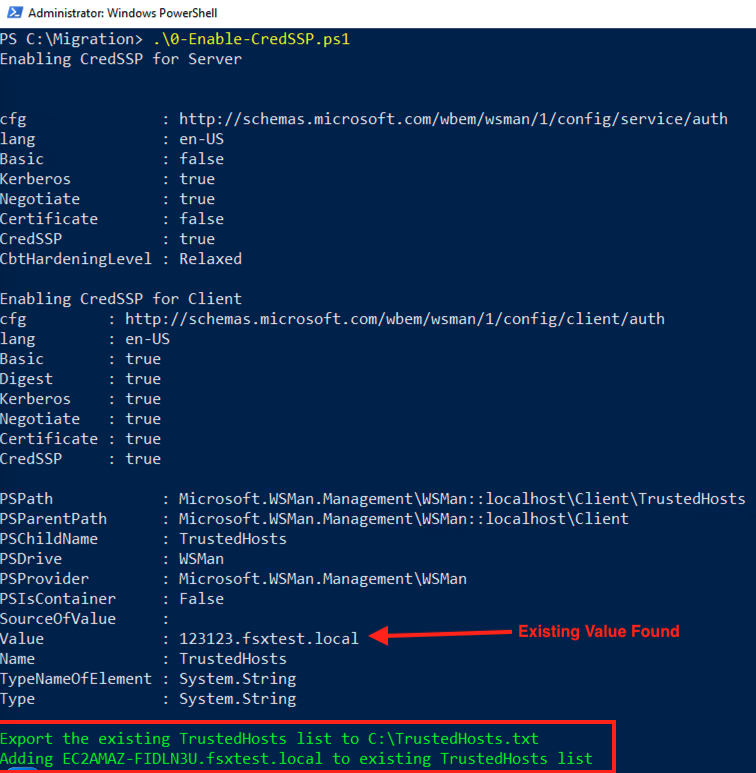 Administrator: Windows PowerShell
PS C:\Migration> .\0-Enable-CredSSP.ps1
Enabling CredSSP for Server
cfg : http://schemas.microsoft.com/wbem/wsman/1/config/service/auth
lang : en-US
Basic : false
Kerberos : true
Negotiate : true
Certificate : false
CredSSP : true
CbtHardeningLevel : Relaxed
Enabling CredSSP for Client
cfg : http://schemas.microsoft.com/wbem/wsman/1/config/client/auth
lang : en-US
Basic : true
Digest : true
Kerberos : true
Negotiate : true
Certificate : true
CredSSP : true
PSPath : Microsoft.WSMan.Management\WSMan::localhost\Client\TrustedHosts
PSParentPath : Microsoft.WSMan.Management\WSMan::localhost\Client
PSChildName : TrustedHosts
PSDrive : WSMan
PSProvider : Microsoft.WSMan.Management\WSMan
PSIsContainer : False
SourceOfValue :
Value : 123123.fsxtest.local Existing Value Found
Name : TrustedHosts
TypeNameOfElement : System.String
Type : System.String
Export the existing TrustedHosts list to C:\TrustedHosts.txt
Adding EC2AMAZ-FIDLN3U.fsxtest.local to existing TrustedHosts list